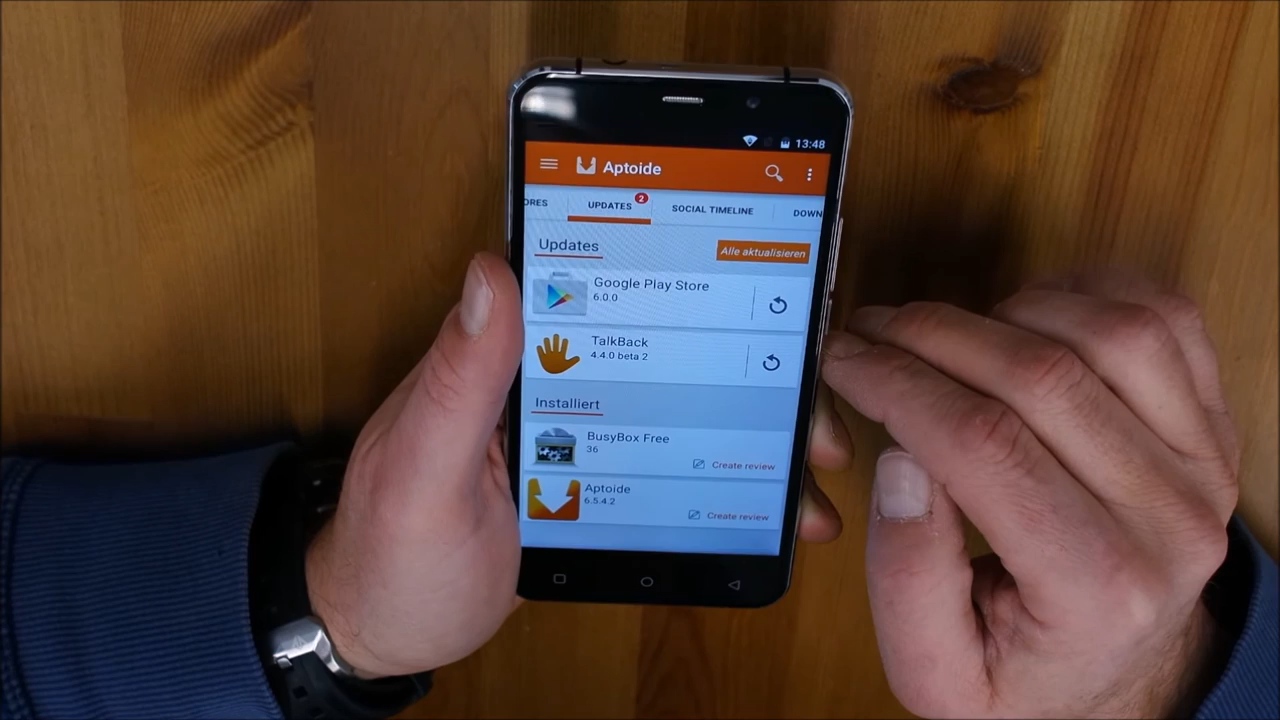 13:48
Aptoide
ORES UPDATES 2 SOCIAL TIMELINE DOWN
Updates Alle aktualisieren
Google Play Store
6.0.0
TalkBack
4.4.0 beta 2
Installiert
BusyBox Free
36
Create review
Aptoide
6.5.4.2
Create review